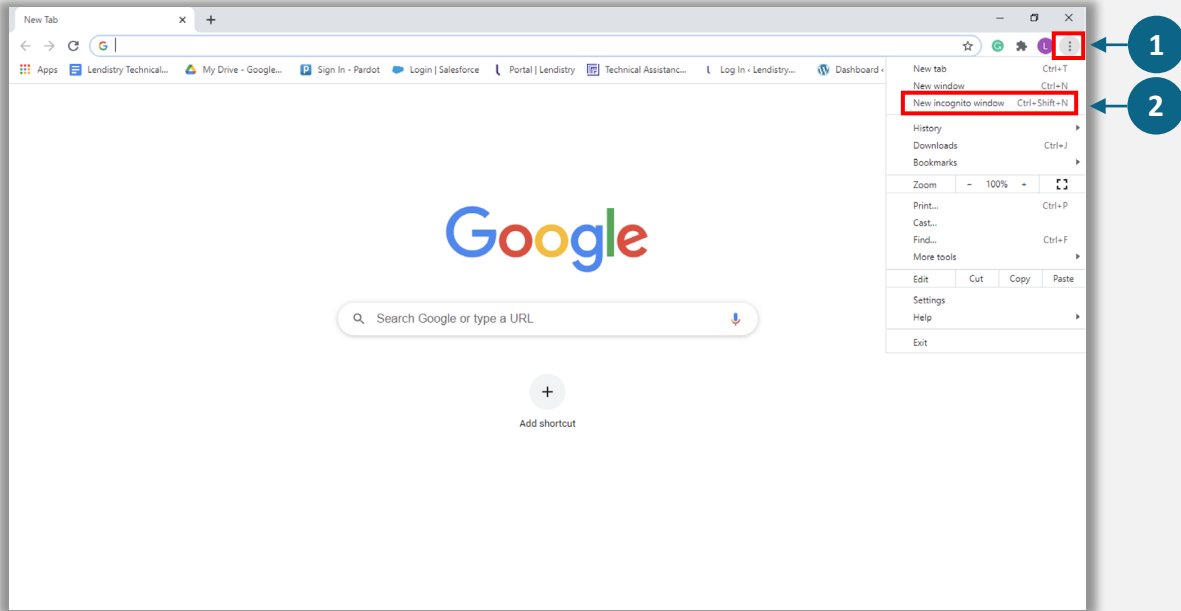 New Tab
G
L
1
Apps Lendistry Technical... My Drive - Google... P Sign In - Pardot Login | Salesforce Portal | Lendistry Technical Assistanc... Log In ‹ Lendistry... Dashboard ‹
New tab Ctrl+T
New window Ctrl+N
New incognito window Ctrl+Shift+N
2
History
Downloads Ctrl+J
Bookmarks
Zoom - 100% +
Print... Ctrl+P
Cast...
Find... Ctrl+F
More tools
Edit Cut Copy Paste
Settings
Help
Exit
Google
Search Google or type a URL
Add shortcut